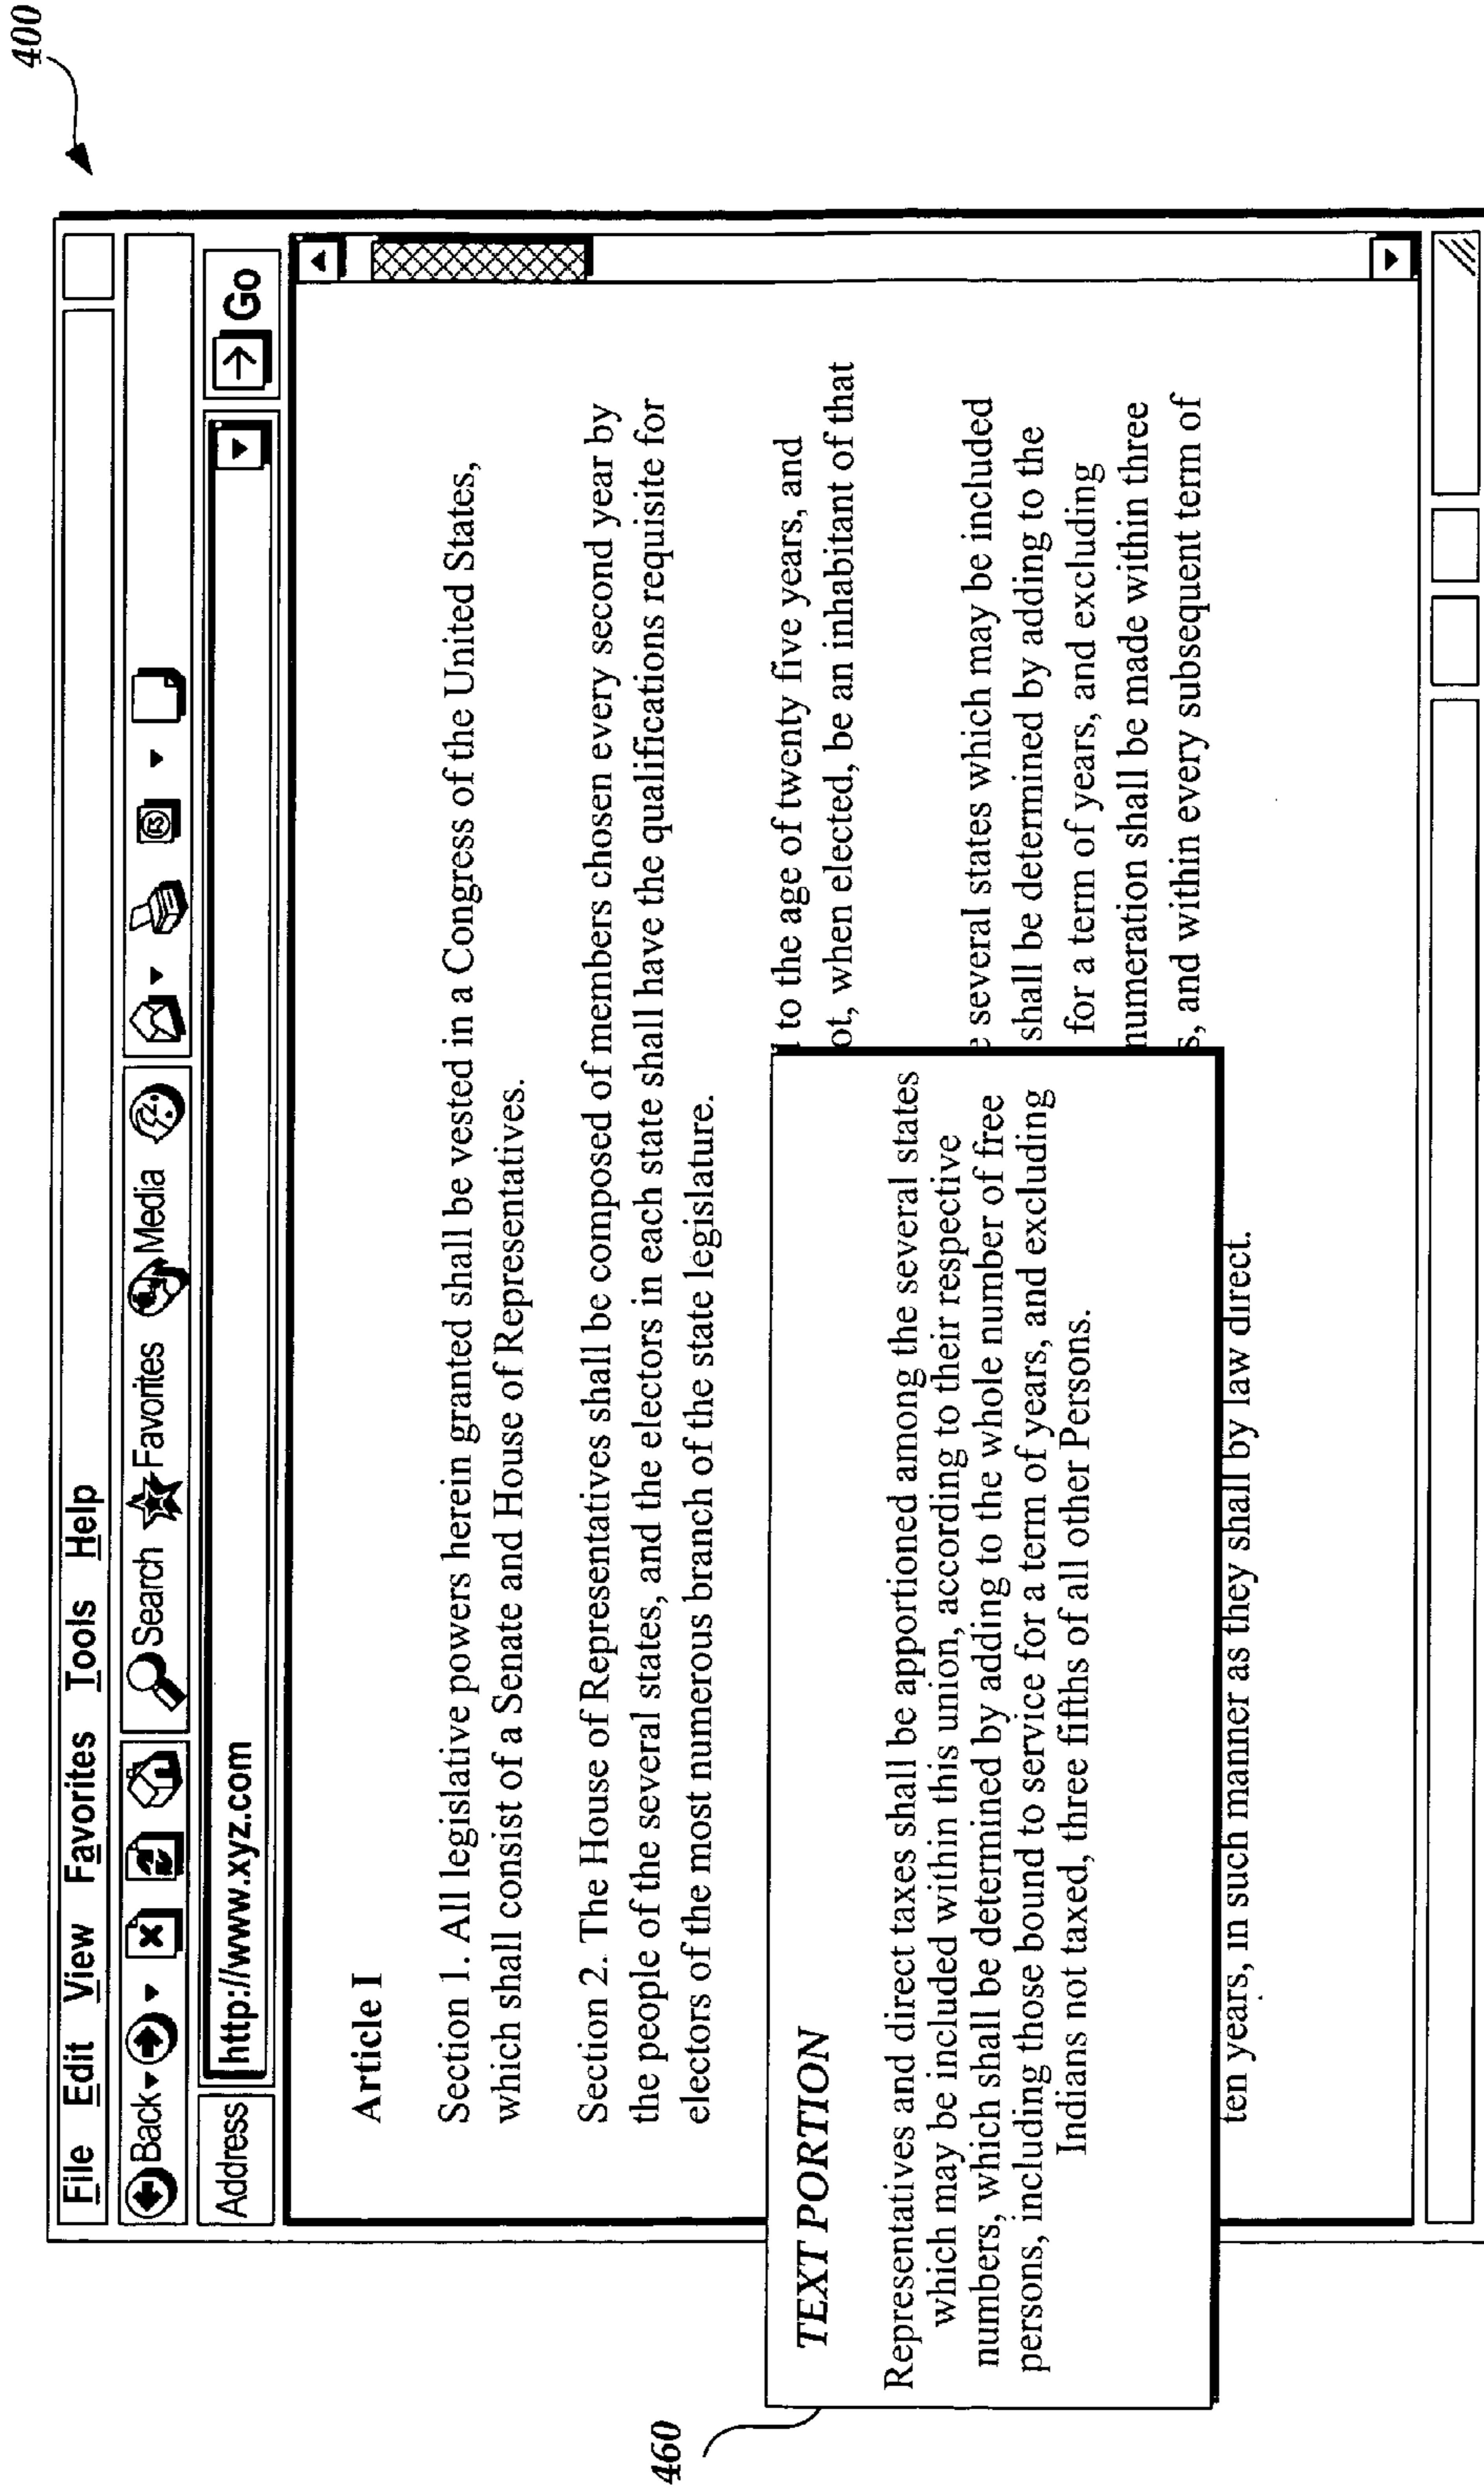 400
File Edit View Favorites Tools Help
Back Search Favorites Media
Address http://www.xyz.com Go
Article I
Section 1. All legislative powers herein granted shall be vested in a Congress of the United States,
which shall consist of a Senate and House of Representatives.
Section 2. The House of Representatives shall be composed of members chosen every second year by
the people of the several states, and the electors in each state shall have the qualifications requisite for
electors of the most numerous branch of the state legislature.
to the age of twenty five years, and
ot, when elected, be an inhabitant of that
several states which may be included
shall be determined by adding to the
for a term of years, and excluding
numeration shall be made within three
s, and within every subsequent term of
ten years, in such manner as they shall by law direct.
460
TEXT PORTION
Representatives and direct taxes shall be apportioned among the several states
which may be included within this union, according to their respective
numbers, which shall be determined by adding to the whole number of free
persons, including those bound to service for a term of years, and excluding
Indians not taxed, three fifths of all other Persons.